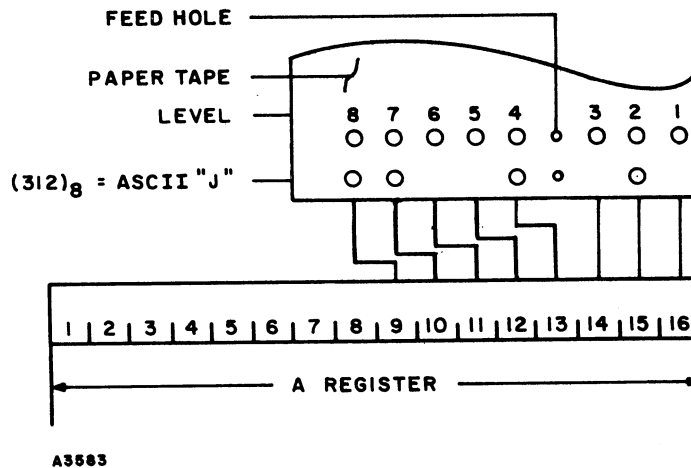 FEED HOLE
PAPER TAPE
LEVEL 8 7 6 5 4 3 2 1
(312)8 = ASCII "J"
1 2 3 4 5 6 7 8 9 10 11 12 13 14 15 16
A REGISTER
A3583